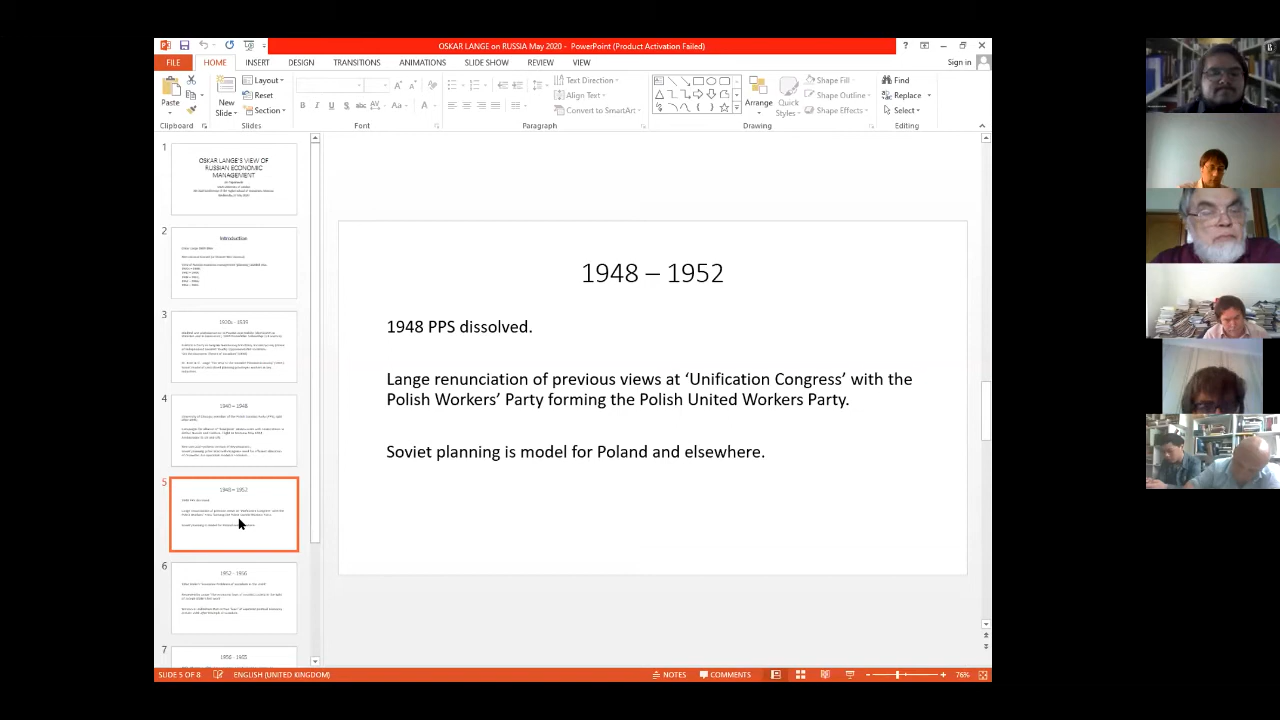 OSKAR LANGE on RUSSIA May 2020 - PowerPoint (Product Activation Failed)
FILE HOME INSERT DESIGN TRANSITIONS ANIMATIONS SLIDE SHOW REVIEW VIEW Sign in
Paste
New Slide
Layout
Reset
Section
Text Direction
Align Text
Convert to SmartArt
Arrange
Quick Styles
Shape Fill
Shape Outline
Shape Effects
Find
Replace
Select
Clipboard Slides Font Paragraph Drawing Editing
1
OSKAR LANGE'S VIEW OF
RUSSIAN ECONOMIC
MANAGEMENT
2
Introduction
3
1920s - 1939
4
1940 – 1948
5
1948 – 1952
1948 PPS dissolved.
6
1952 – 1956
7
1956 - 1965
1948 – 1952
1948 PPS dissolved.
Lange renunciation of previous views at ‘Unification Congress’ with the
Polish Workers’ Party forming the Polish United Workers Party.
Soviet planning is model for Poland and elsewhere.
SLIDE 5 OF 8 ENGLISH (UNITED KINGDOM) NOTES COMMENTS 76%